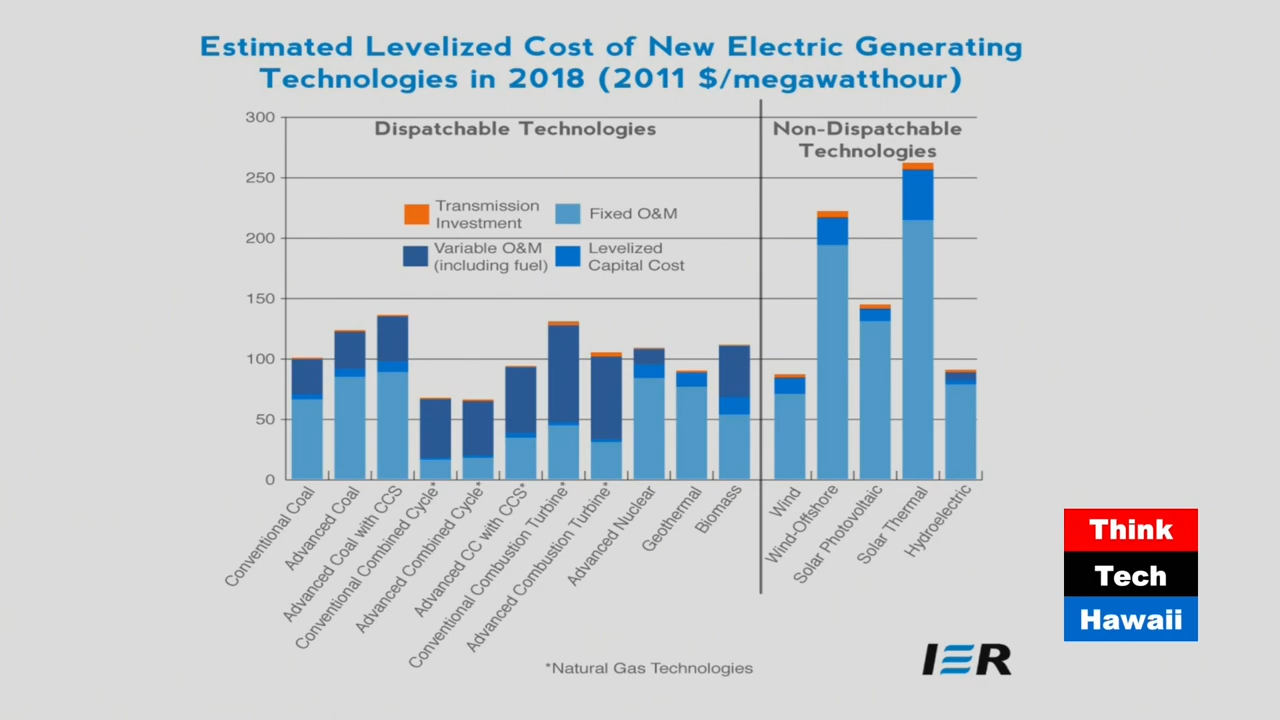 Estimated Levelized Cost of New Electric Generating
Technologies in 2018 (2011 $/megawatthour)
300
250
200
150
100
50
0
Dispatchable Technologies
Non-Dispatchable
Technologies
Transmission
Investment
Fixed O&M
Variable O&M
(including fuel)
Levelized
Capital Cost
Conventional Coal
Advanced Coal
Advanced Coal with CCS
Conventional Combined Cycle*
Advanced Combined Cycle*
Advanced CC with CCS*
Conventional Combustion Turbine*
Advanced Combustion Turbine*
Advanced Nuclear
Geothermal
Biomass
Wind
Wind-Offshore
Solar Photovoltaic
Solar Thermal
Hydroelectric
*Natural Gas Technologies
IER
Think
Tech
Hawaii